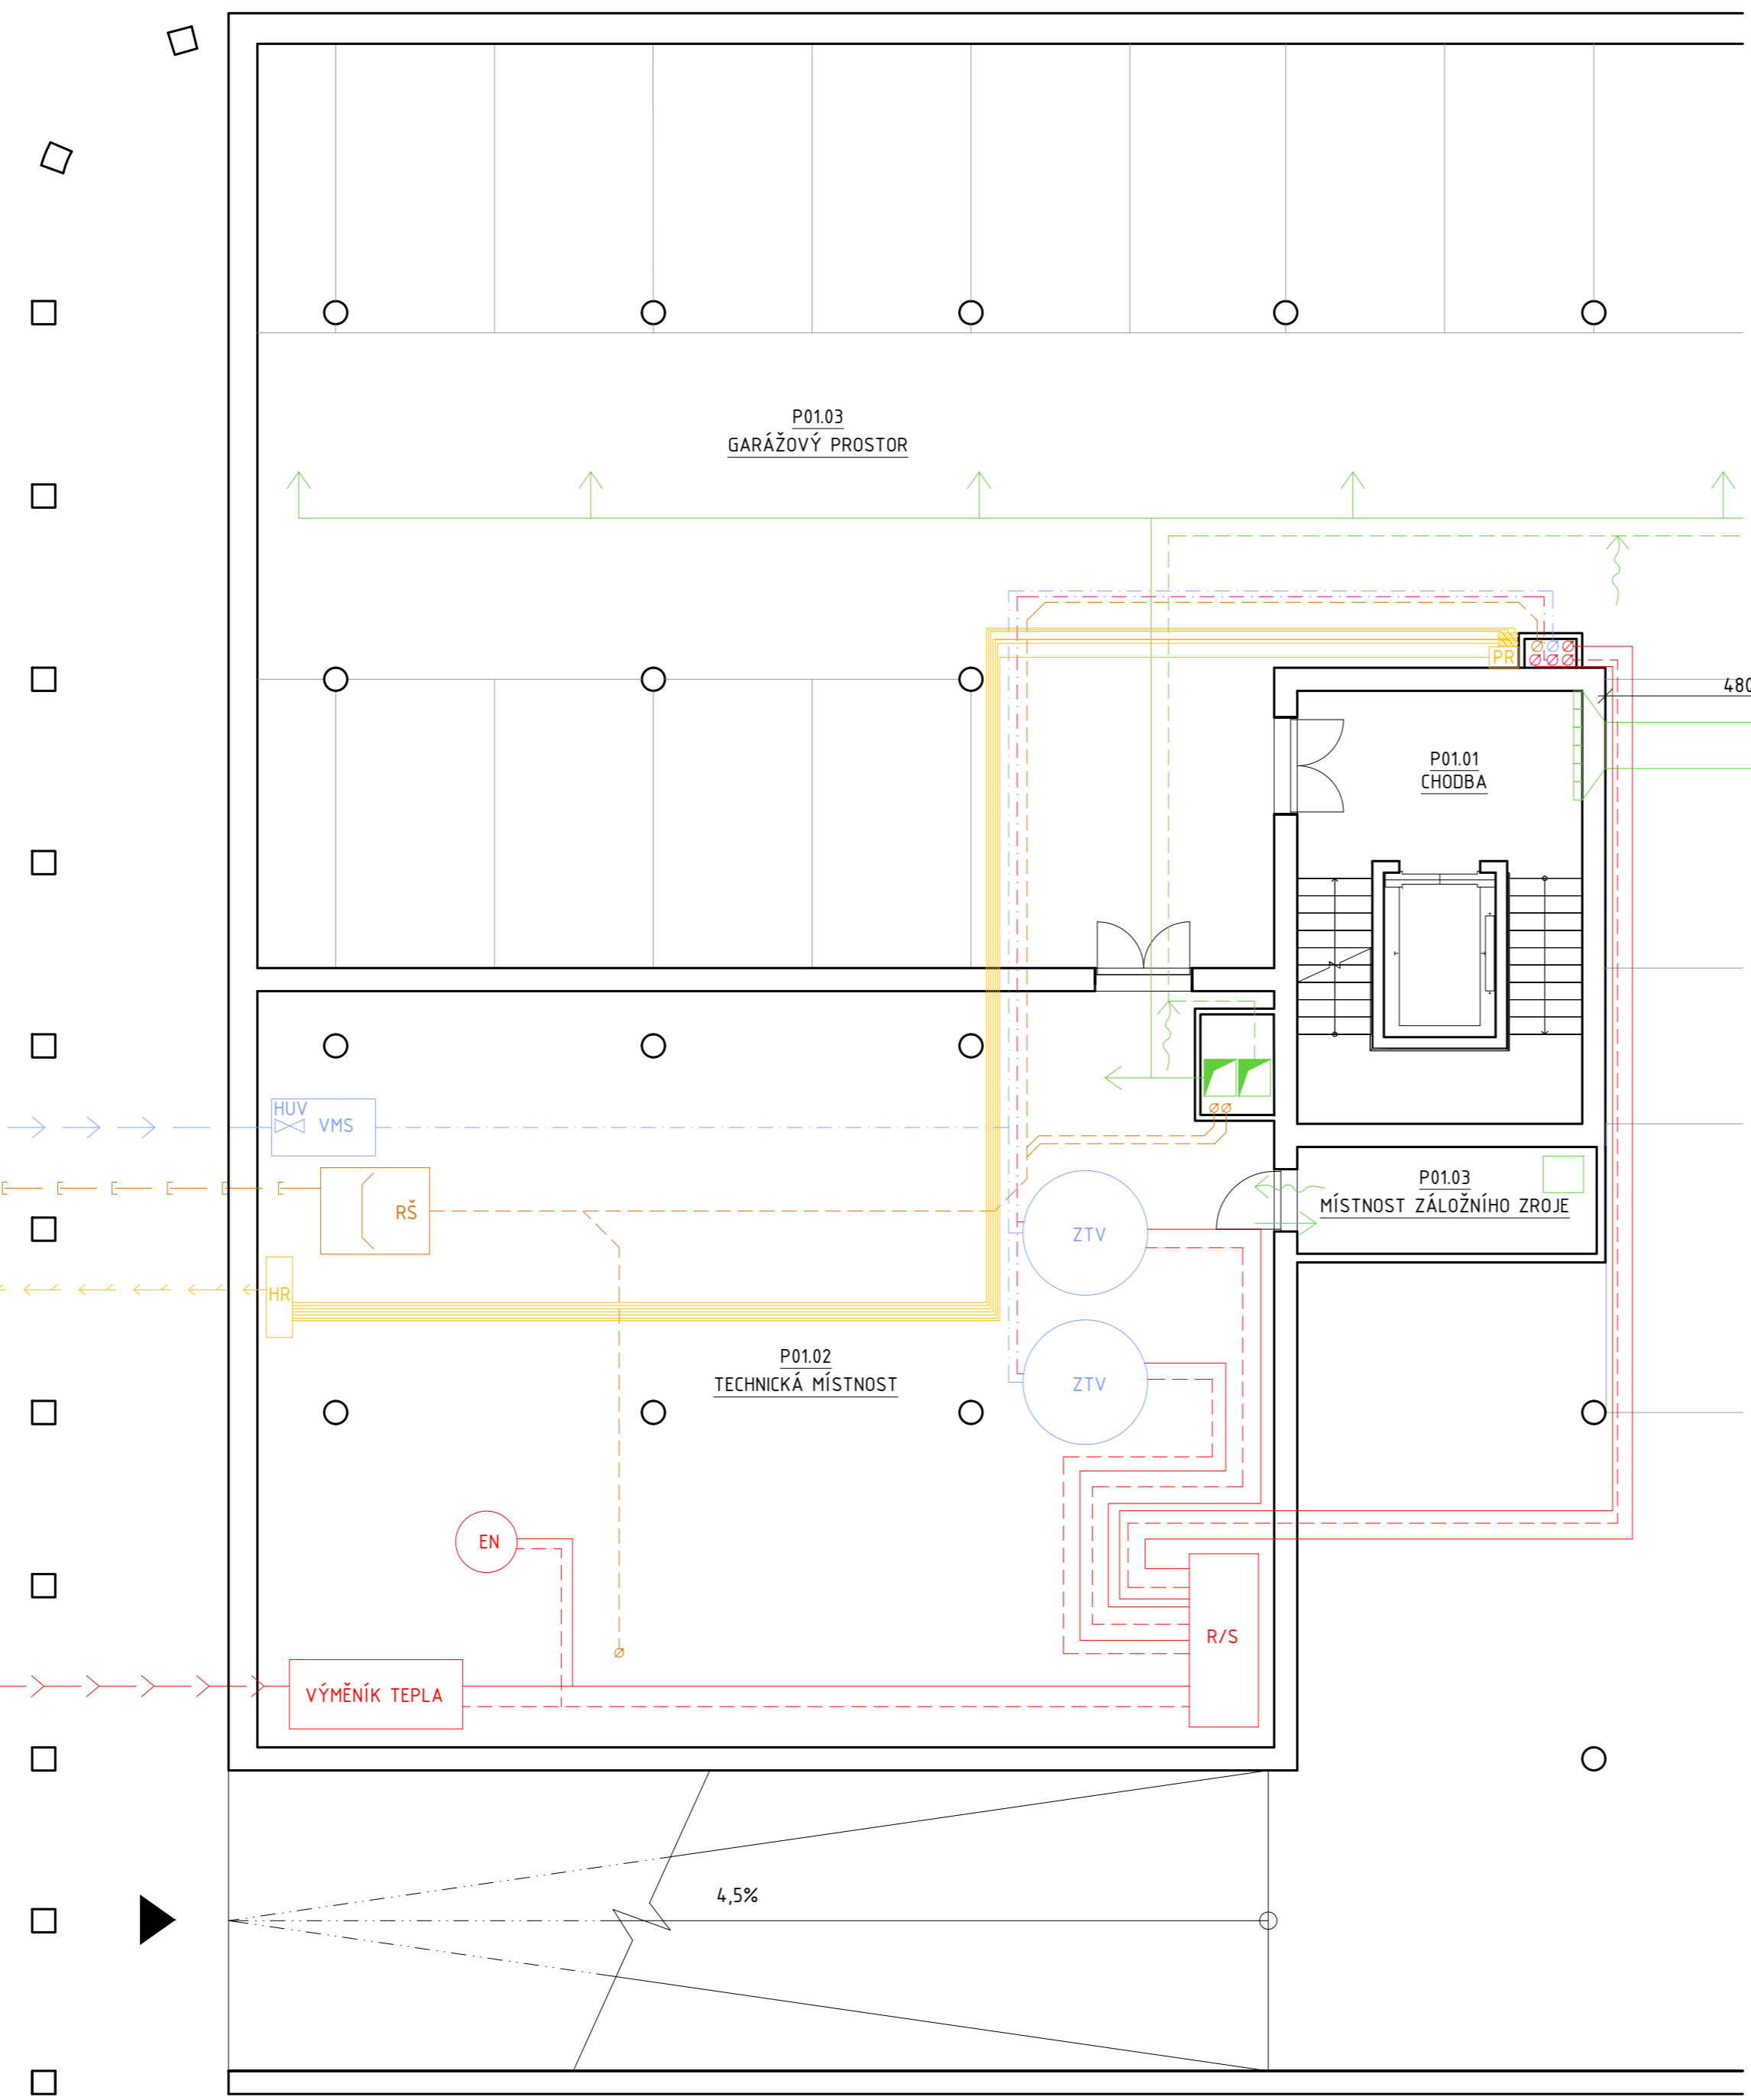 P01.03
GARÁŽOVÝ PROSTOR
PR
480
P01.01
CHODBA
HUV
VMS
P01.03
MÍSTNOST ZÁLOŽNÍHO ZROJE
RŠ
ZTV
HR
P01.02
TECHNICKÁ MÍSTNOST
ZTV
EN
R/S
VÝMĚNÍK TEPLA
4,5%